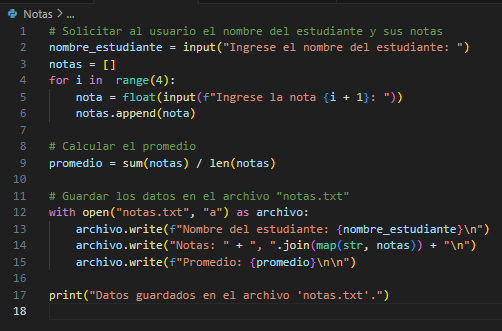 Notas > ...
1 # Solicitar al usuario el nombre del estudiante y sus notas
2 nombre_estudiante = input("Ingrese el nombre del estudiante: ")
3 notas = []
4 for i in  range(4):
5     nota = float(input(f"Ingrese la nota {i + 1}: "))
6     notas.append(nota)
7
8 # Calcular el promedio
9 promedio = sum(notas) / len(notas)
10
11 # Guardar los datos en el archivo "notas.txt"
12 with open("notas.txt", "a") as archivo:
13     archivo.write(f"Nombre del estudiante: {nombre_estudiante}\n")
14     archivo.write("Notas: " + ", ".join(map(str, notas)) + "\n")
15     archivo.write(f"Promedio: {promedio}\n\n")
16
17 print("Datos guardados en el archivo 'notas.txt'.")
18